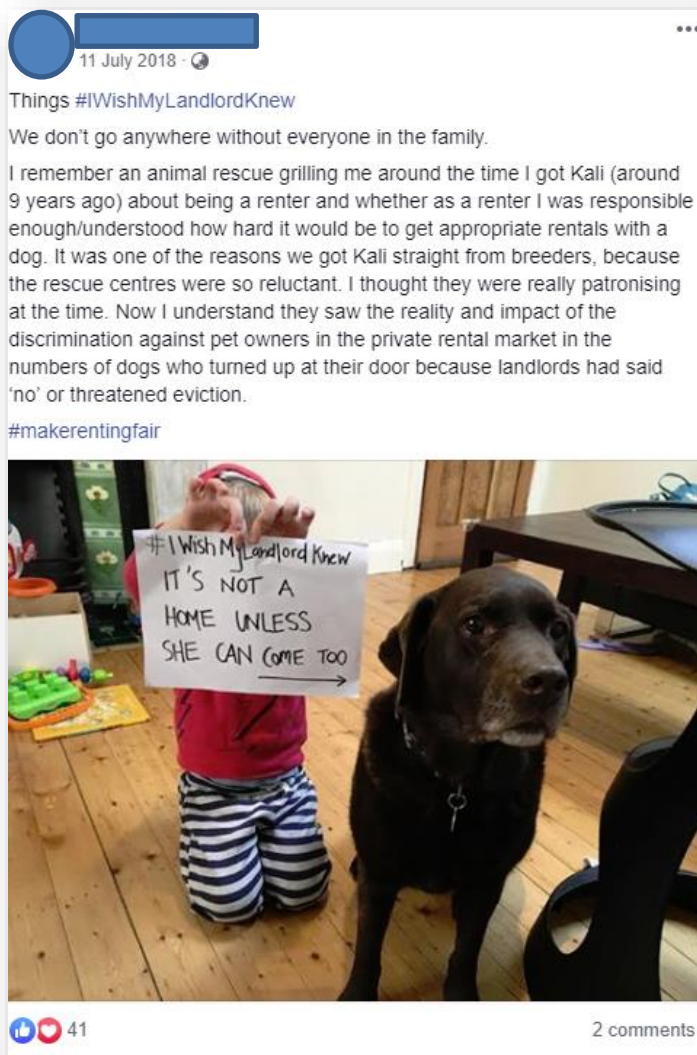 11 July 2018 ·
Things #IWishMyLandlordKnew
We don't go anywhere without everyone in the family.
I remember an animal rescue grilling me around the time I got Kali (around
9 years ago) about being a renter and whether as a renter I was responsible
enough/understood how hard it would be to get appropriate rentals with a
dog. It was one of the reasons we got Kali straight from breeders, because
the rescue centres were so reluctant. I thought they were really patronising
at the time. Now I understand they saw the reality and impact of the
discrimination against pet owners in the private rental market in the
numbers of dogs who turned up at their door because landlords had said
'no' or threatened eviction.
#makerentingfair
#IWish MyLandlord Knew
IT'S NOT A
HOME UNLESS
SHE CAN COME TOO
41
2 comments